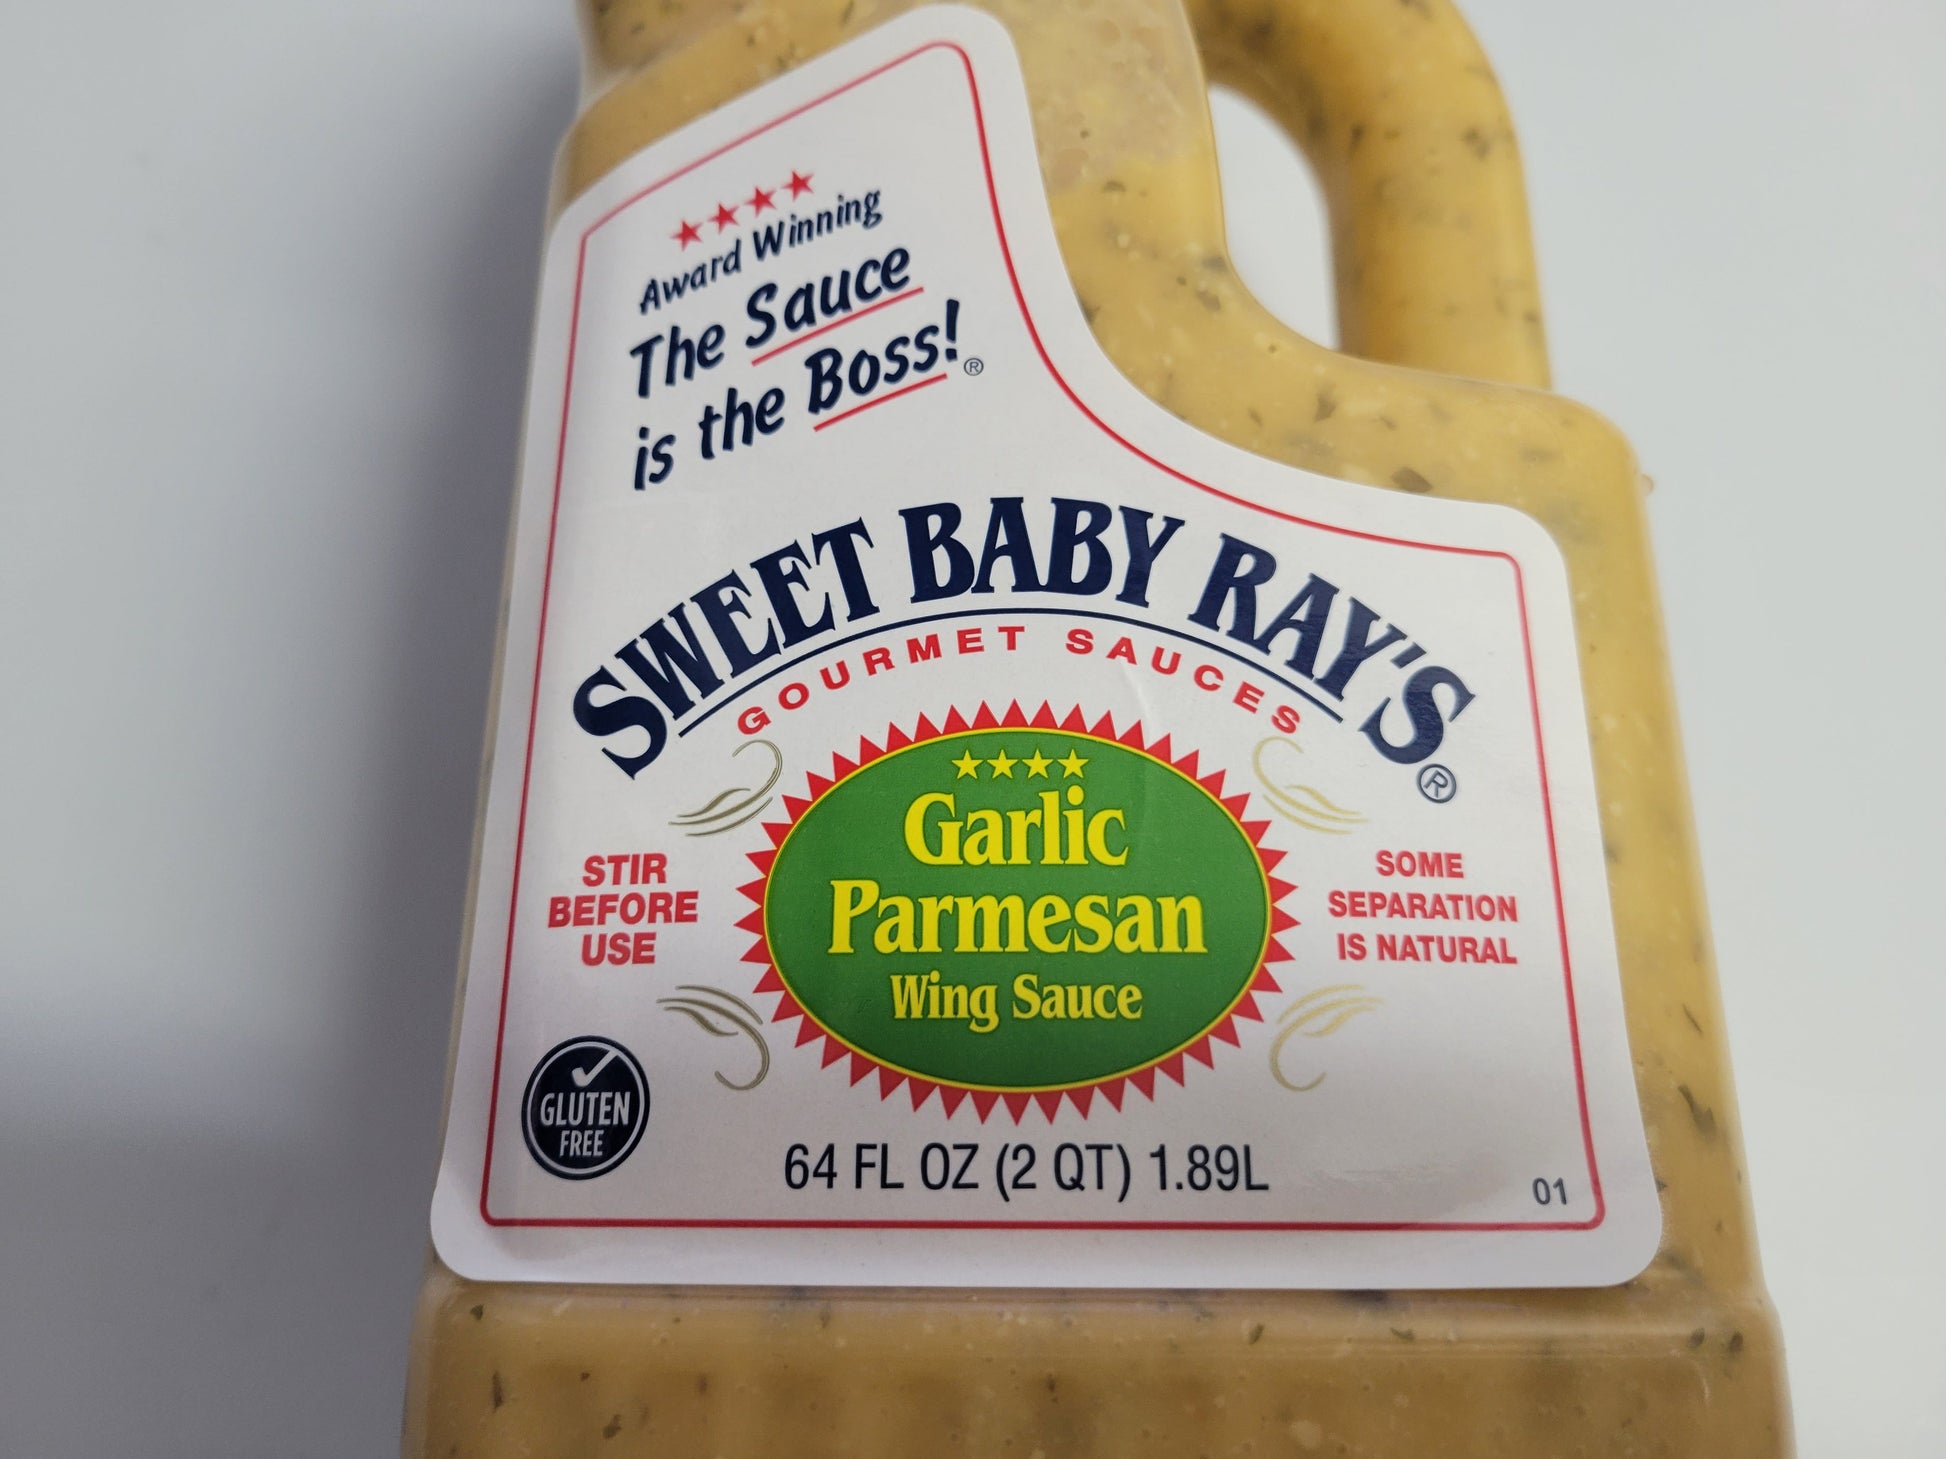 Award Winning
The Sauce
is the Boss!®
SWEET BABY RAY'S®
GOURMET SAUCES
Garlic
Parmesan
Wing Sauce
STIR
BEFORE
USE
SOME
SEPARATION
IS NATURAL
GLUTEN
FREE
64 FL OZ (2 QT) 1.89L
01